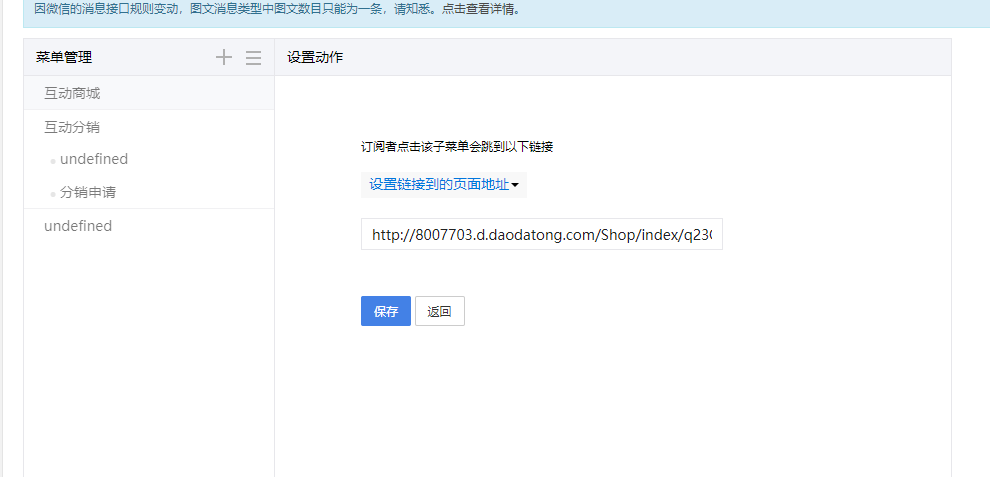 因微信的消息接口规则变动，图文消息类型中图文数目只能为一条，请知悉。点击查看详情。
菜单管理
设置动作
互动商城
互动分销
undefined
分销申请
undefined
订阅者点击该子菜单会跳到以下链接
设置链接到的页面地址
http://8007703.d.daodatong.com/Shop/index/q23
保存 返回